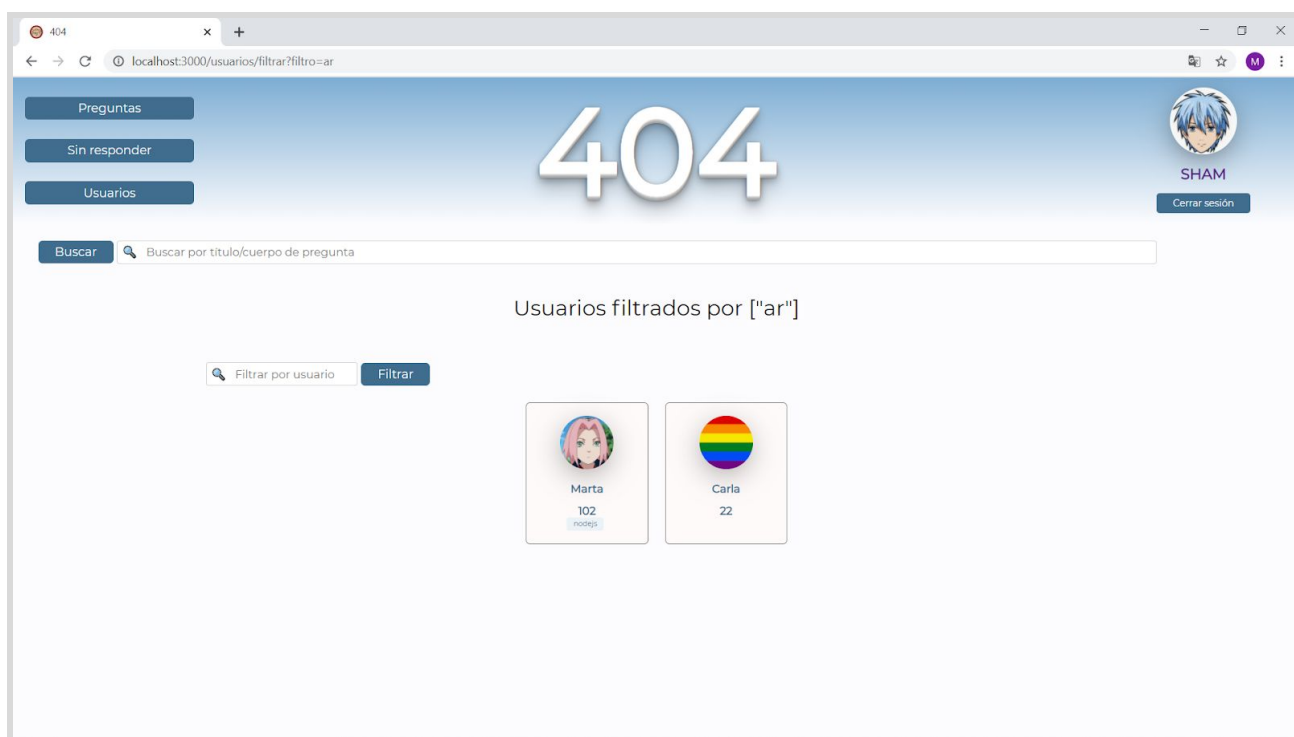 404
localhost:3000/usuarios/filtrar?filtro=ar
M
Preguntas
Sin responder
Usuarios
404
SHAM
Cerrar sesión
Buscar
Buscar por título/cuerpo de pregunta
Usuarios filtrados por ["ar"]
Filtrar por usuario
Filtrar
Marta
102
nodejs
Carla
22